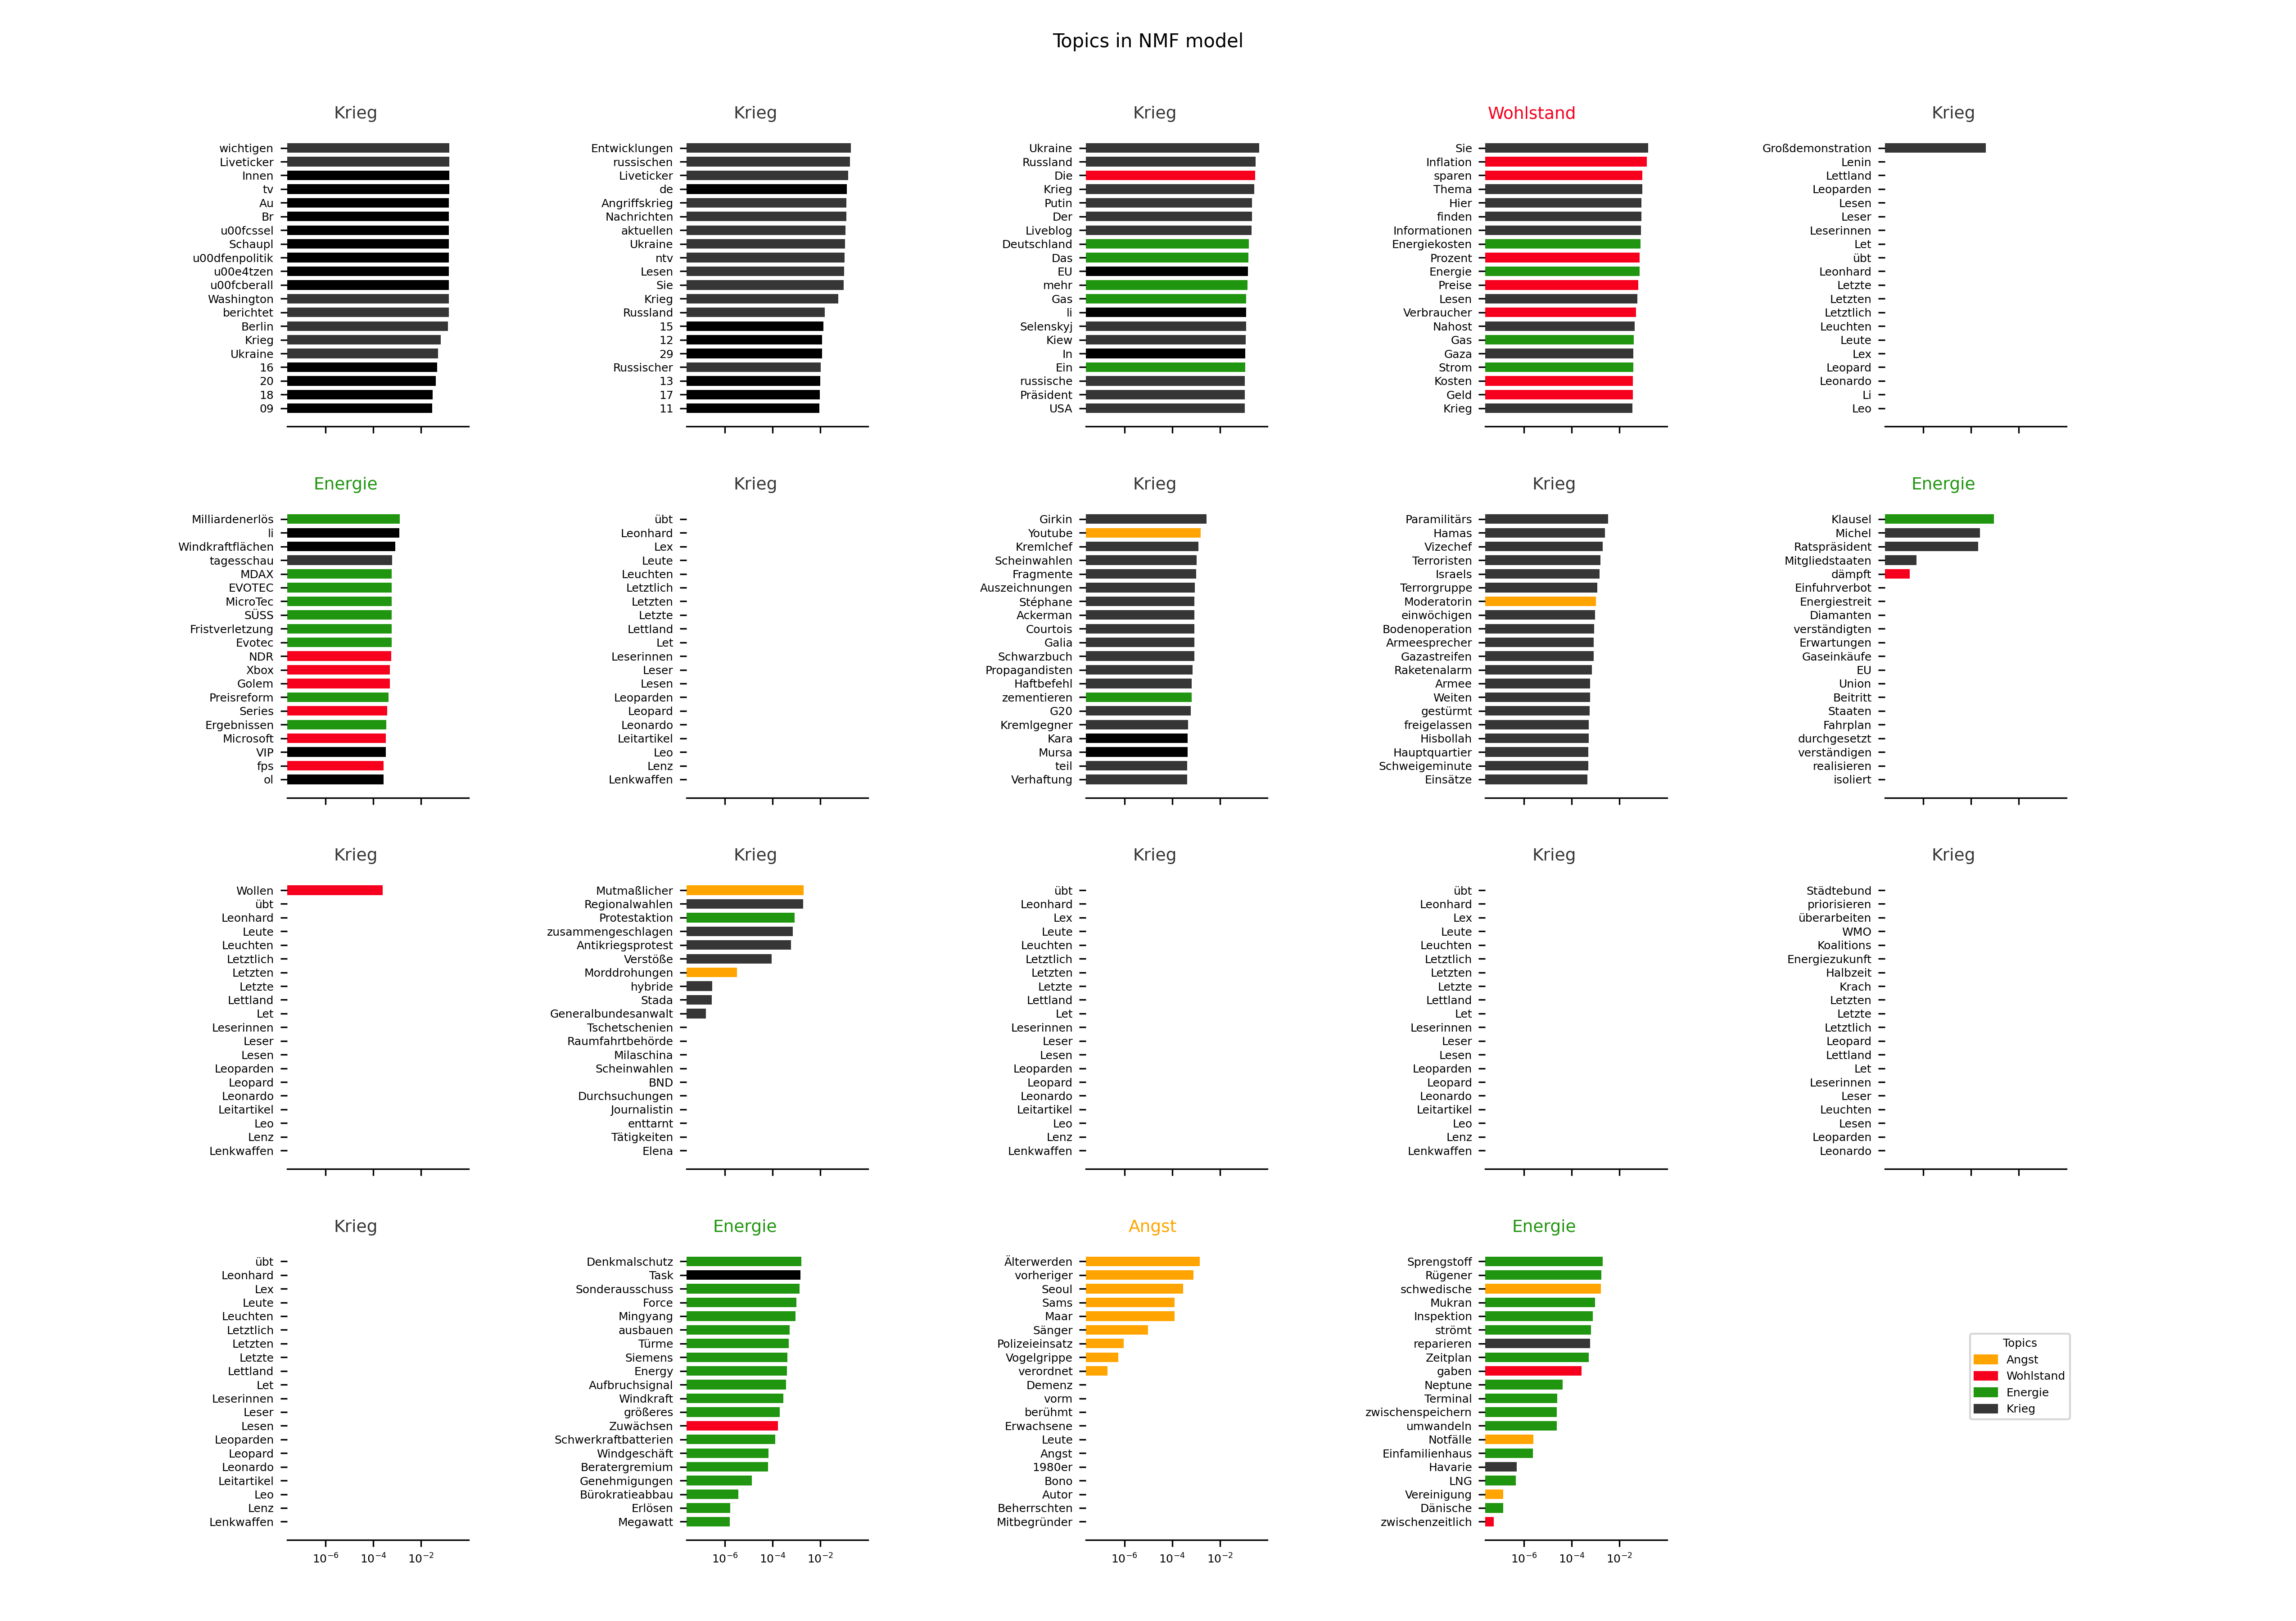 Topics in NMF model
Krieg
wichtigen
Liveticker
Innen
tv
Au
Br
u00fcssel
Schaupl
u00dfenpolitik
u00e4tzen
u00fcberall
Washington
berichtet
Berlin
Krieg
Ukraine
16
20
18
09
Krieg
Entwicklungen
russischen
Liveticker
de
Angriffskrieg
Nachrichten
aktuellen
Ukraine
ntv
Lesen
Sie
Krieg
Russland
15
12
29
Russischer
13
17
11
Krieg
Ukraine
Russland
Die
Krieg
Putin
Der
Liveblog
Deutschland
Das
EU
mehr
Gas
li
Selenskyj
Kiew
In
Ein
russische
Präsident
USA
Wohlstand
Sie
Inflation
sparen
Thema
Hier
finden
Informationen
Energiekosten
Prozent
Energie
Preise
Lesen
Verbraucher
Nahost
Gas
Gaza
Strom
Kosten
Geld
Krieg
Krieg
Großdemonstration
Lenin
Lettland
Leoparden
Lesen
Leser
Leserinnen
Let
übt
Leonhard
Letzte
Letzten
Letztlich
Leuchten
Leute
Lex
Leopard
Leonardo
Li
Leo
Energie
Milliardenerlös
li
Windkraftflächen
tagesschau
MDAX
EVOTEC
MicroTec
SÜSS
Fristverletzung
Evotec
NDR
Xbox
Golem
Preisreform
Series
Ergebnissen
Microsoft
VIP
fps
ol
Krieg
übt
Leonhard
Lex
Leute
Leuchten
Letztlich
Letzten
Letzte
Lettland
Let
Leserinnen
Leser
Lesen
Leoparden
Leopard
Leonardo
Leitartikel
Leo
Lenz
Lenkwaffen
Krieg
Girkin
Youtube
Kremlchef
Scheinwahlen
Fragmente
Auszeichnungen
Stéphane
Ackerman
Courtois
Galia
Schwarzbuch
Propagandisten
Haftbefehl
zementieren
G20
Kremlgegner
Kara
Mursa
teil
Verhaftung
Krieg
Paramilitärs
Hamas
Vizechef
Terroristen
Israels
Terrorgruppe
Moderatorin
einwöchigen
Bodenoperation
Armeesprecher
Gazastreifen
Raketenalarm
Armee
Weiten
gestürmt
freigelassen
Hisbollah
Hauptquartier
Schweigeminute
Einsätze
Energie
Klausel
Michel
Ratspräsident
Mitgliedstaaten
dämpft
Einfuhrverbot
Energiestreit
Diamanten
verständigten
Erwartungen
Gaseinkäufe
EU
Union
Beitritt
Staaten
Fahrplan
durchgesetzt
verständigen
realisieren
isoliert
Krieg
Wollen
übt
Leonhard
Leute
Leuchten
Letztlich
Letzten
Letzte
Lettland
Let
Leserinnen
Leser
Lesen
Leoparden
Leopard
Leonardo
Leitartikel
Leo
Lenz
Lenkwaffen
Krieg
Mutmaßlicher
Regionalwahlen
Protestaktion
zusammengeschlagen
Antikriegsprotest
Verstöße
Morddrohungen
hybride
Stada
Generalbundesanwalt
Tschetschenien
Raumfahrtbehörde
Milaschina
Scheinwahlen
BND
Durchsuchungen
Journalistin
enttarnt
Tätigkeiten
Elena
Krieg
übt
Leonhard
Lex
Leute
Leuchten
Letztlich
Letzten
Letzte
Lettland
Let
Leserinnen
Leser
Lesen
Leoparden
Leopard
Leonardo
Leitartikel
Leo
Lenz
Lenkwaffen
Krieg
übt
Leonhard
Lex
Leute
Leuchten
Letztlich
Letzten
Letzte
Lettland
Let
Leserinnen
Leser
Lesen
Leoparden
Leopard
Leonardo
Leitartikel
Leo
Lenz
Lenkwaffen
Krieg
Städtebund
priorisieren
überarbeiten
WMO
Koalitions
Energiezukunft
Halbzeit
Krach
Letzten
Letzte
Letztlich
Leopard
Lettland
Let
Leserinnen
Leser
Leuchten
Lesen
Leoparden
Leonardo
Krieg
übt
Leonhard
Lex
Leute
Leuchten
Letztlich
Letzten
Letzte
Lettland
Let
Leserinnen
Leser
Lesen
Leoparden
Leopard
Leonardo
Leitartikel
Leo
Lenz
Lenkwaffen
10⁻⁶ 10⁻⁴ 10⁻²
Energie
Denkmalschutz
Task
Sonderausschuss
Force
Mingyang
ausbauen
Türme
Siemens
Energy
Aufbruchsignal
Windkraft
größeres
Zuwächsen
Schwerkraftbatterien
Windgeschäft
Beratergremium
Genehmigungen
Bürokratieabbau
Erlösen
Megawatt
10⁻⁶ 10⁻⁴ 10⁻²
Angst
Älterwerden
vorheriger
Seoul
Sams
Maar
Sänger
Polizeieinsatz
Vogelgrippe
verordnet
Demenz
vorm
berühmt
Erwachsene
Leute
Angst
1980er
Bono
Autor
Beherrschten
Mitbegründer
10⁻⁶ 10⁻⁴ 10⁻²
Energie
Sprengstoff
Rügener
schwedische
Mukran
Inspektion
strömt
reparieren
Zeitplan
gaben
Neptune
Terminal
zwischenspeichern
umwandeln
Notfälle
Einfamilienhaus
Havarie
LNG
Vereinigung
Dänische
zwischenzeitlich
10⁻⁶ 10⁻⁴ 10⁻²
Topics
Angst
Wohlstand
Energie
Krieg